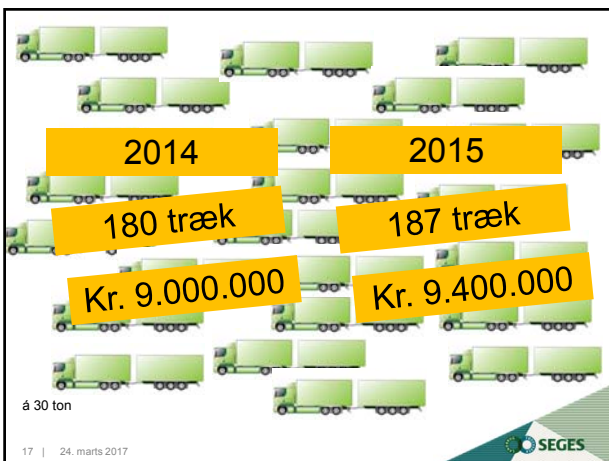 2014
2015
180 træk
187 træk
Kr. 9.000.000
Kr. 9.400.000
á 30 ton
17 | 24. marts 2017
SEGES